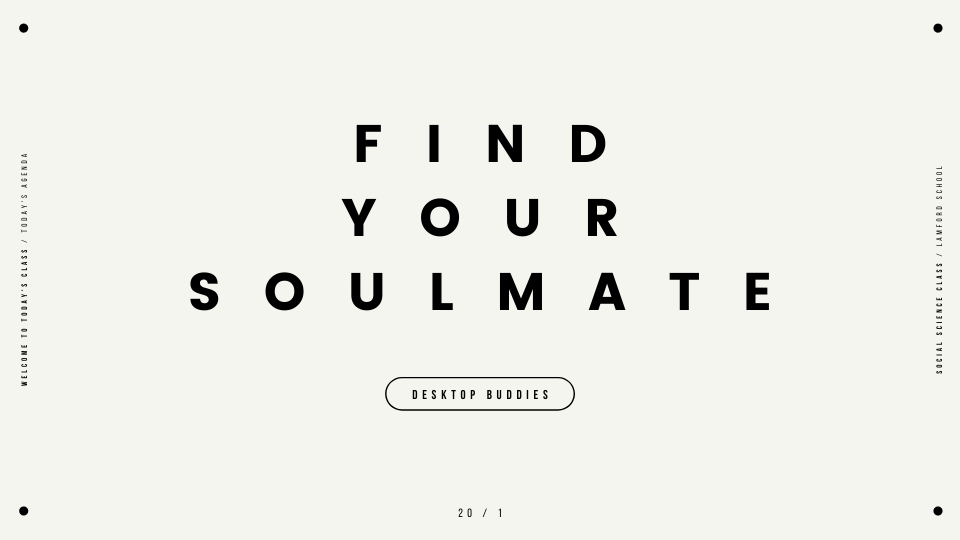 WELCOME TO TODAY'S CLASS / TODAY'S AGENDA
FIND
YOUR
SOULMATE
DESKTOP BUDDIES
20 / 1
SOCIAL SCIENCE CLASS / LAMFORD SCHOOL